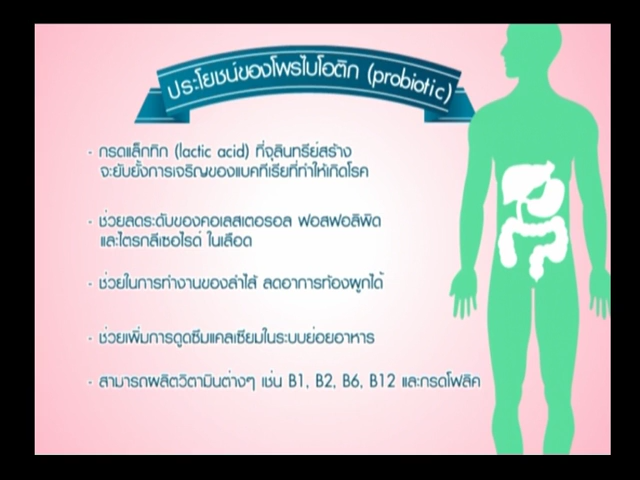 ประโยชน์ของโพรไบโอติก (probiotic)
- กรดแล็กทิก (lactic acid) ที่จุลินทรีย์สร้าง
จะยับยั้งการเจริญของแบคทีเรียที่ทำให้เกิดโรค
- ช่วยลดระดับของคอเลสเตอรอล ฟอสฟอลิพิด
และไตรกลีเซอไรด์ ในเลือด
- ช่วยในการทำงานของลำไส้ ลดอาการท้องผูกได้
- ช่วยเพิ่มการดูดซึมแคลเซียมในระบบย่อยอาหาร
- สามารถผลิตวิตามินต่างๆ เช่น B1, B2, B6, B12 และกรดโฟลิค